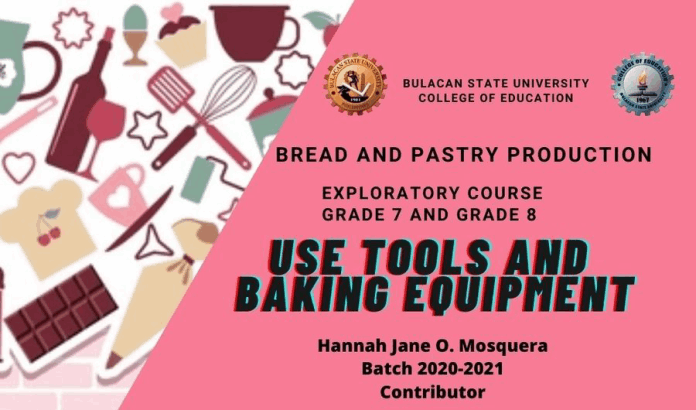 BULACAN STATE UNIVERSITY
COLLEGE OF EDUCATION
BREAD AND PASTRY PRODUCTION
EXPLORATORY COURSE
GRADE 7 AND GRADE 8
USE TOOLS AND
BAKING EQUIPMENT
Hannah Jane O. Mosquera
Batch 2020-2021
Contributor